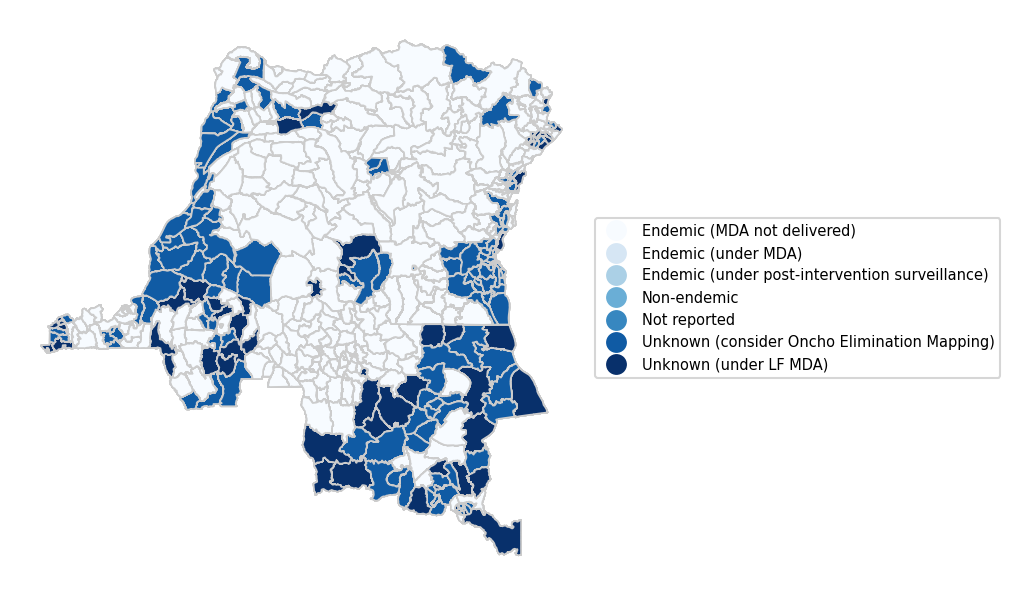 Endemic (MDA not delivered)
Endemic (under MDA)
Endemic (under post-intervention surveillance)
Non-endemic
Not reported
Unknown (consider Oncho Elimination Mapping)
Unknown (under LF MDA)